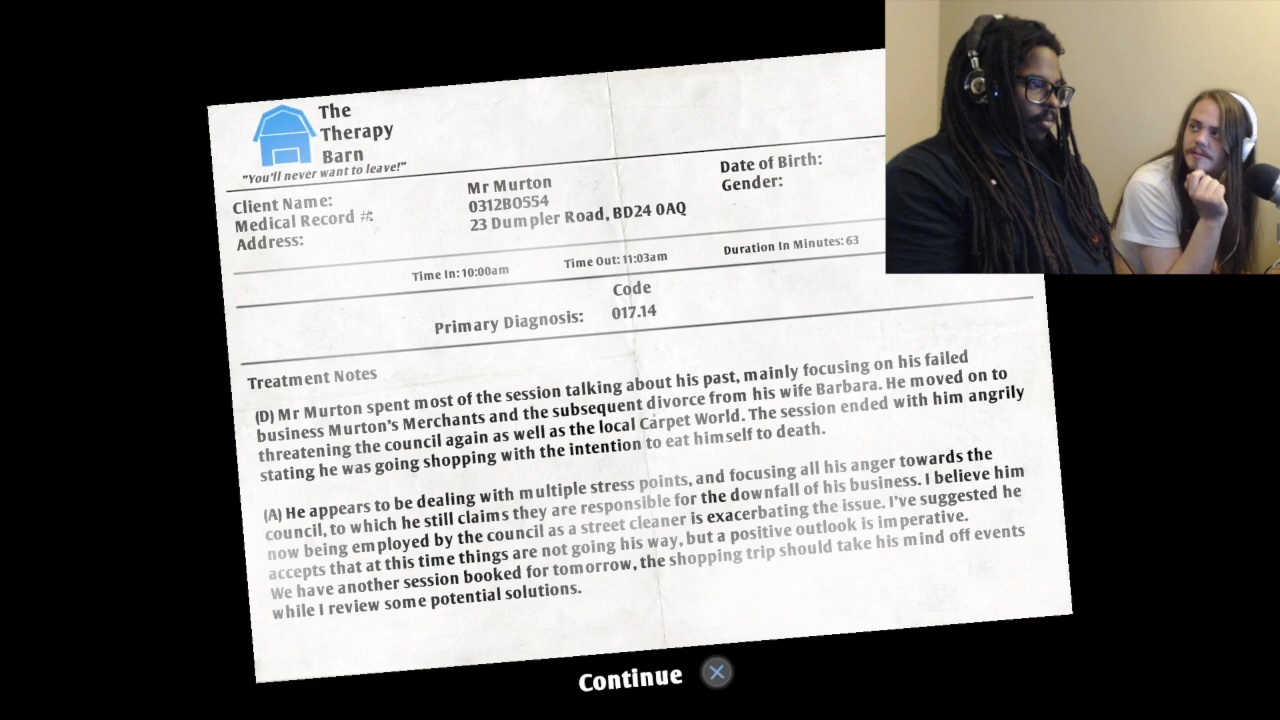 The
Therapy
Barn
"You'll never want to leave!"
Client Name: Mr Murton Date of Birth:
Medical Record #: 0312B0554 Gender:
Address: 23 Dumpler Road, BD24 0AQ
Time In: 10:00am Time Out: 11:03am Duration In Minutes: 63
Code
Primary Diagnosis: 017.14
Treatment Notes
(D) Mr Murton spent most of the session talking about his past, mainly focusing on his failed
business Murton's Merchants and the subsequent divorce from his wife Barbara. He moved on to
threatening the council again as well as the local Carpet World. The session ended with him angrily
stating he was going shopping with the intention to eat himself to death.
(A) He appears to be dealing with multiple stress points, and focusing all his anger towards the
council, to which he still claims they are responsible for the downfall of his business. I believe him
now being employed by the council as a street cleaner is exacerbating the issue. I've suggested he
accepts that at this time things are not going his way, but a positive outlook is imperative.
We have another session booked for tomorrow, the shopping trip should take his mind off events
while I review some potential solutions.
Continue